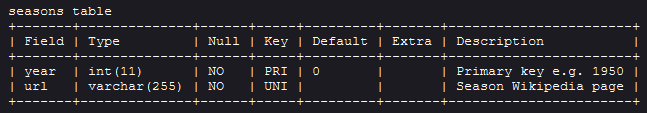 seasons table
+-------+--------------+------+-----+---------+-------+-------------------------+
| Field | Type         | Null | Key | Default | Extra | Description             |
+-------+--------------+------+-----+---------+-------+-------------------------+
| year  | int(11)      | NO   | PRI | 0       |       | Primary key e.g. 1950   |
| url   | varchar(255) | NO   | UNI |         |       | Season Wikipedia page   |
+-------+--------------+------+-----+---------+-------+-------------------------+